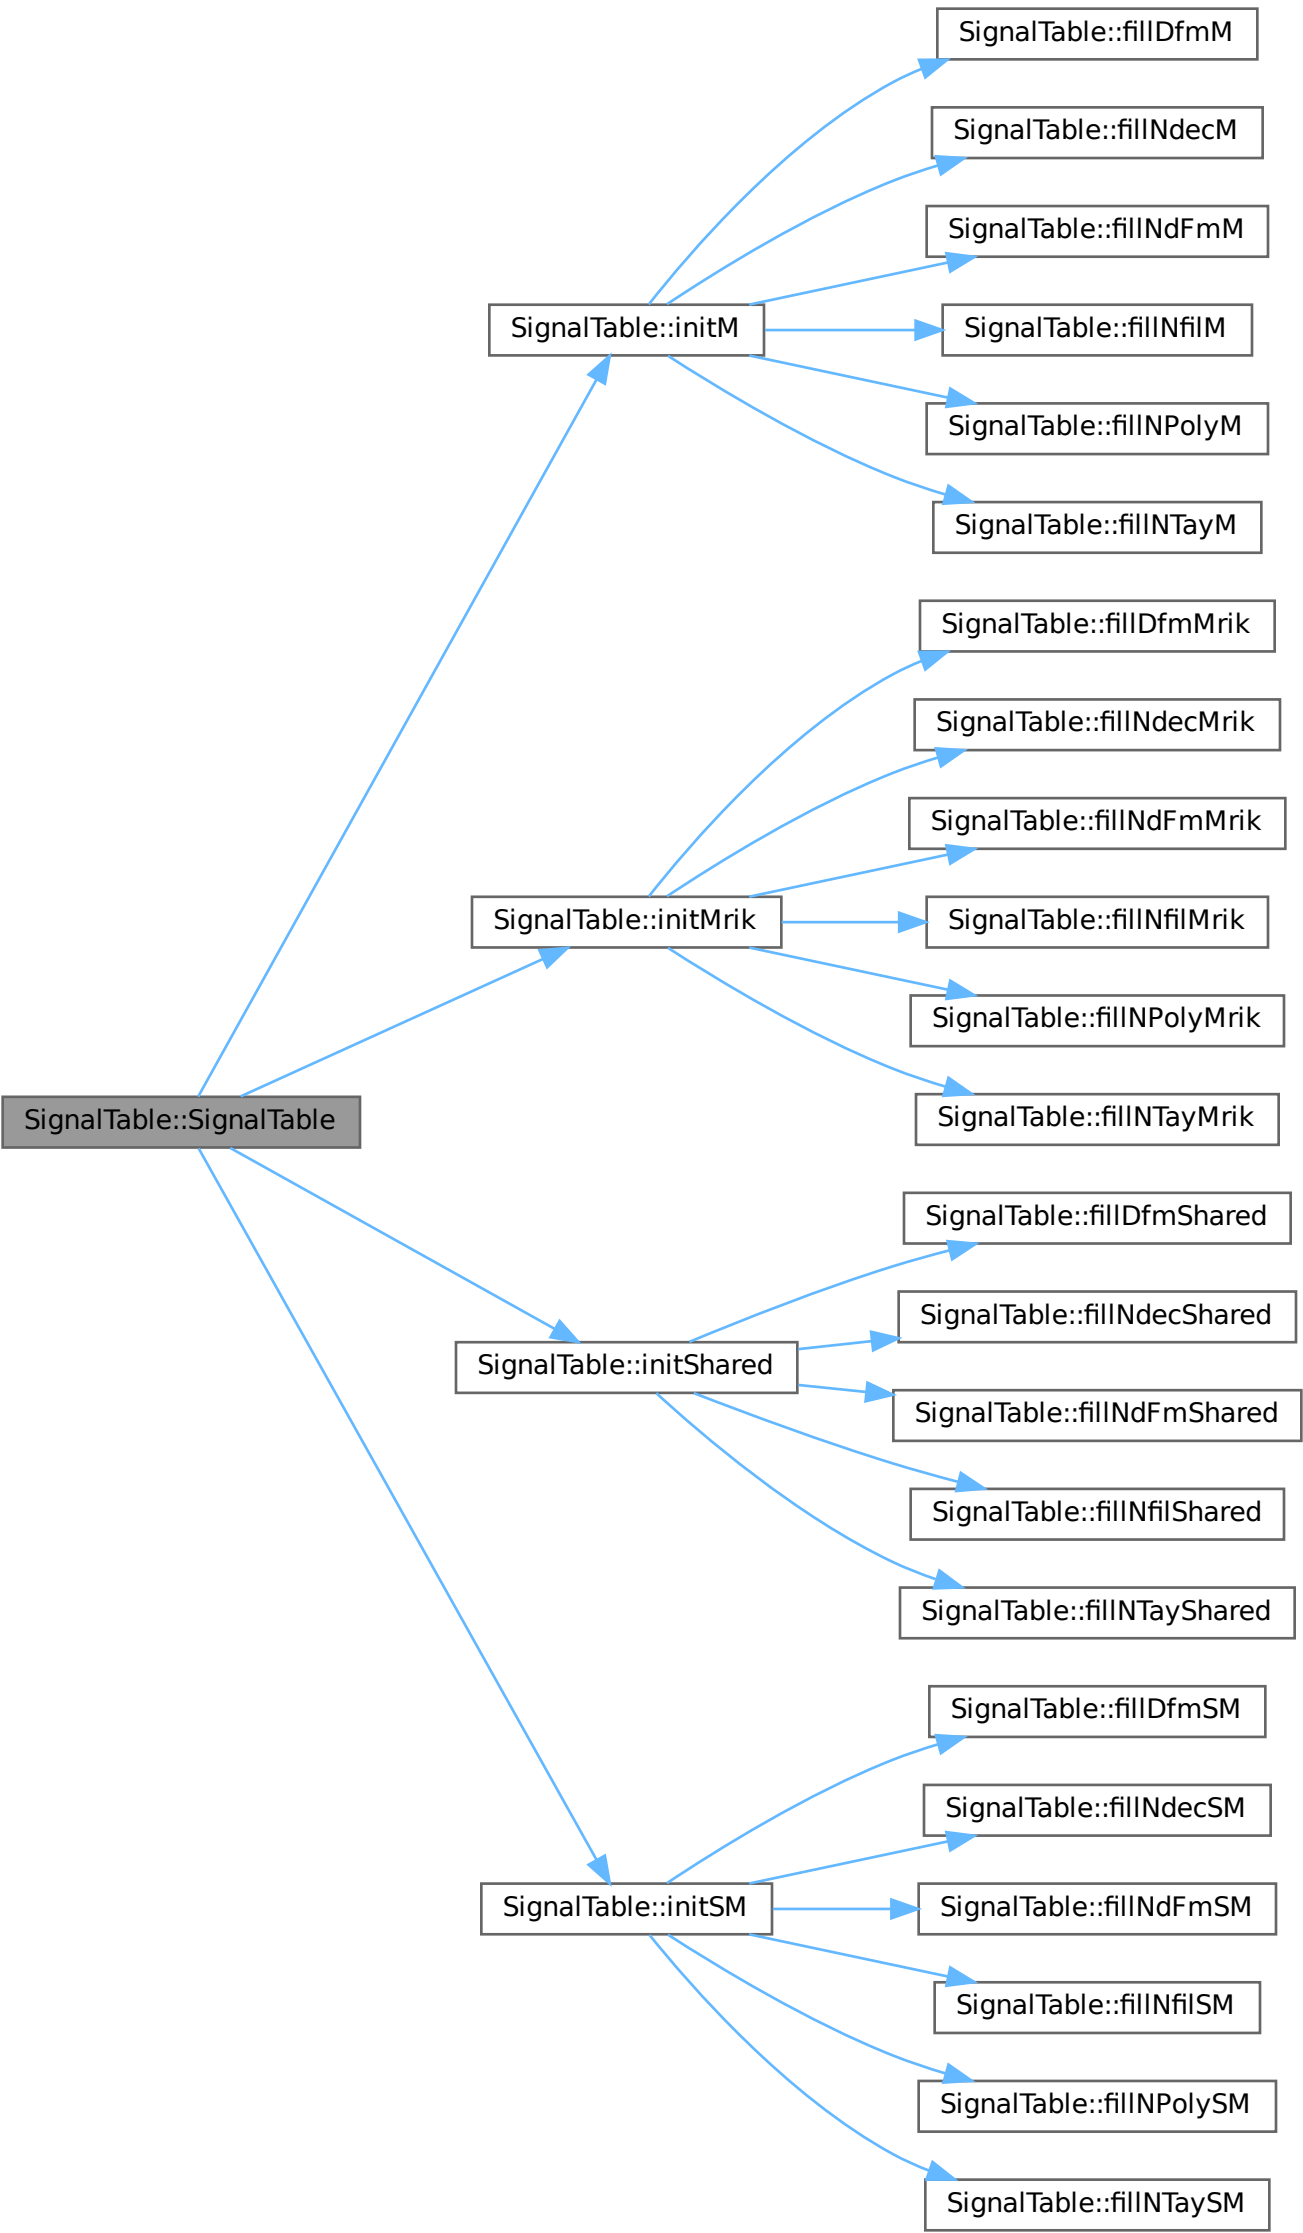 SignalTable::SignalTable
SignalTable::initM
SignalTable::fillDfmM
SignalTable::fillNdecM
SignalTable::fillNdFmM
SignalTable::fillNfilM
SignalTable::fillNPolyM
SignalTable::fillNTayM
SignalTable::initMrik
SignalTable::fillDfmMrik
SignalTable::fillNdecMrik
SignalTable::fillNdFmMrik
SignalTable::fillNfilMrik
SignalTable::fillNPolyMrik
SignalTable::fillNTayMrik
SignalTable::initShared
SignalTable::fillDfmShared
SignalTable::fillNdecShared
SignalTable::fillNdFmShared
SignalTable::fillNfilShared
SignalTable::fillNTayShared
SignalTable::initSM
SignalTable::fillDfmSM
SignalTable::fillNdecSM
SignalTable::fillNdFmSM
SignalTable::fillNfilSM
SignalTable::fillNPolySM
SignalTable::fillNTaySM